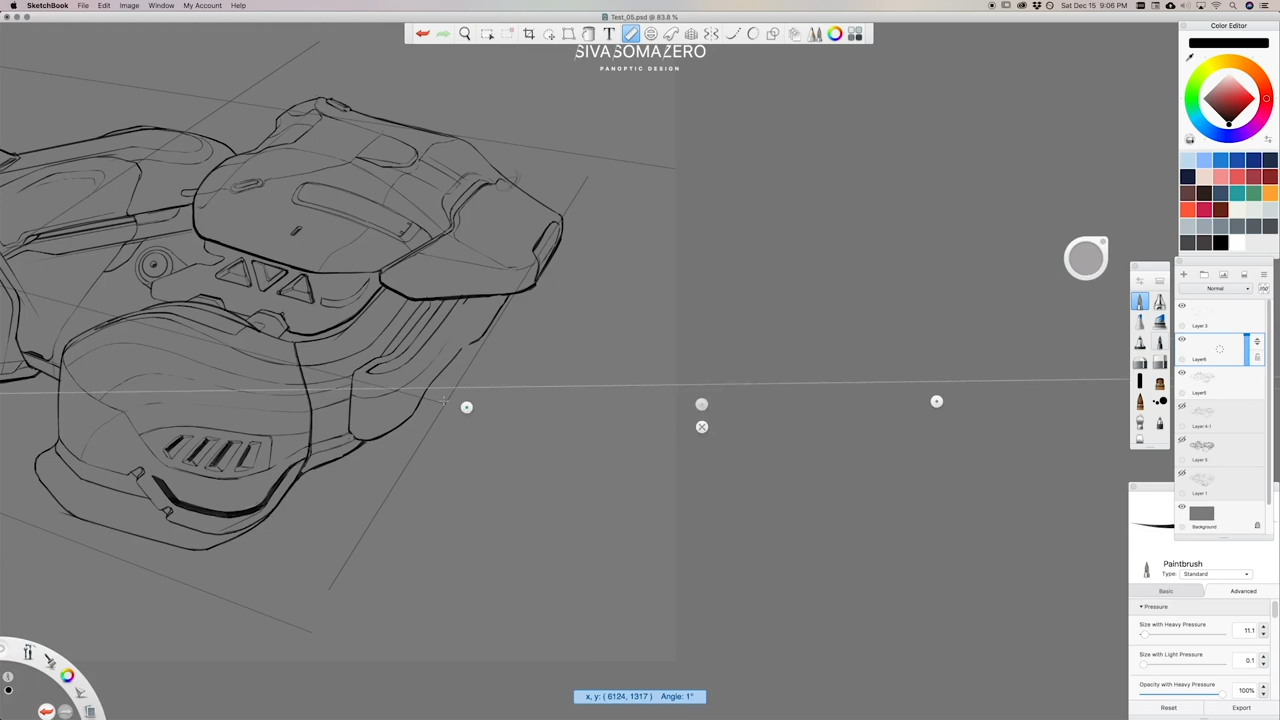 SketchBook File Edit Image Window My Account Help
Sat Dec 15 9:06 PM
Test_05.psd @ 83.8 %
T
SIVASOMAZERO
PANOPTIC DESIGN
Color Editor
Normal
100
Layer 3
Layer6
Layer5
Layer 4-1
Layer 5
Layer 1
Background
Paintbrush
Type: Standard
Basic Advanced
Pressure
Size with Heavy Pressure
11.1
Size with Light Pressure
0.1
Opacity with Heavy Pressure
100%
Reset Export
x, y: ( 6124, 1317 ) Angle: 1°